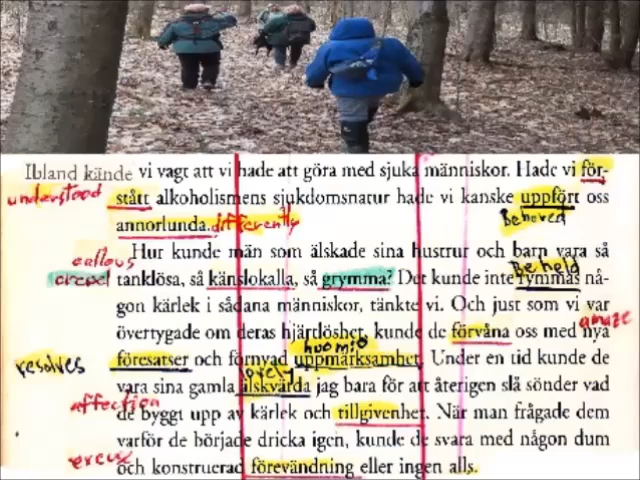 Ibland kände vi vagt att vi hade att göra med sjuka människor. Hade vi för-
understood stått alkoholismens sjukdomsnatur hade vi kanske uppfört oss
annorlunda. differently Behaved
Hur kunde män som älskade sina hustrur och barn vara så
callous Be held
cruel tanklösa, så känslokalla, så grymma? Det kunde inte rymmas nå-
gon kärlek i sådana människor, tänkte vi. Och just som vi var
amaze
övertygade om deras hjärtlöshet, kunde de förvåna oss med nya
resolves föresatser och förnyad uppmärksamhet. Under en tid kunde de
lovely
vara sina gamla älskvärda jag bara för att återigen slå sönder vad
affection
de byggt upp av kärlek och tillgivenhet. När man frågade dem
varför de började dricka igen, kunde de svara med någon dum
excuse
och konstruerad förevändning eller ingen alls.